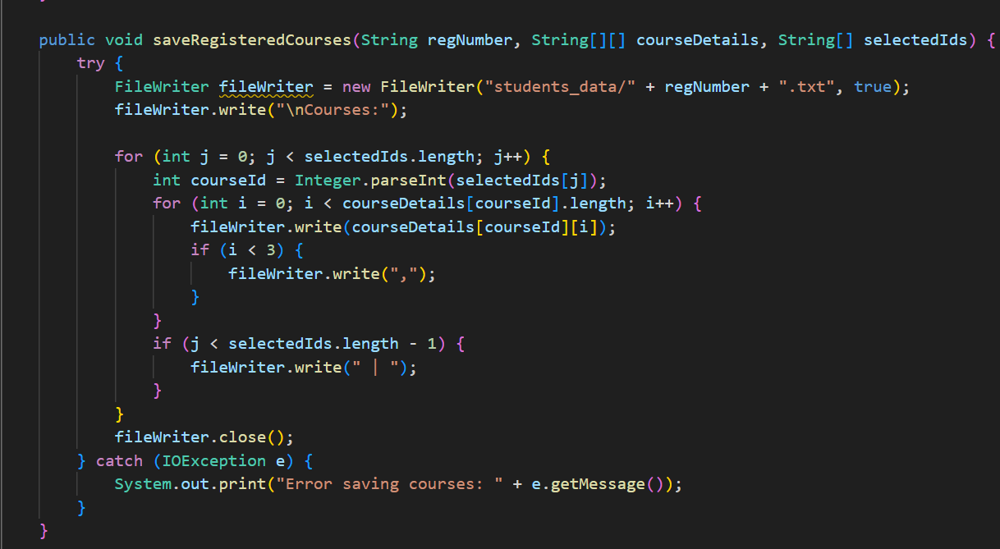 public void saveRegisteredCourses(String regNumber, String[][] courseDetails, String[] selectedIds) {
    try {
        FileWriter fileWriter = new FileWriter("students_data/" + regNumber + ".txt", true);
        fileWriter.write("\nCourses:");

        for (int j = 0; j < selectedIds.length; j++) {
            int courseId = Integer.parseInt(selectedIds[j]);
            for (int i = 0; i < courseDetails[courseId].length; i++) {
                fileWriter.write(courseDetails[courseId][i]);
                if (i < 3) {
                    fileWriter.write(",");
                }
            }
            if (j < selectedIds.length - 1) {
                fileWriter.write(" | ");
            }
        }
        fileWriter.close();
    } catch (IOException e) {
        System.out.print("Error saving courses: " + e.getMessage());
    }
}